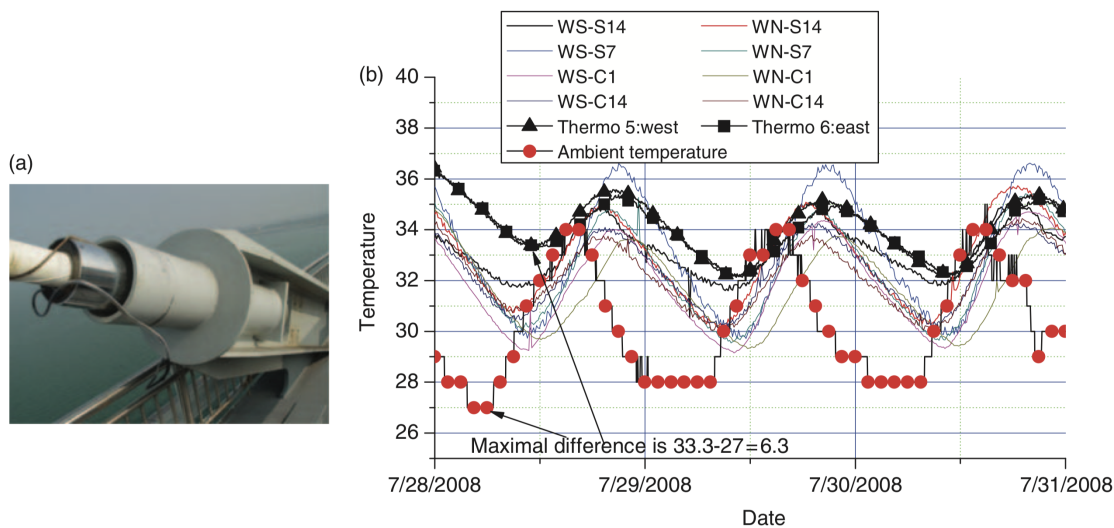 (a)
(b)
WS-S14 WN-S14
WS-S7 WN-S7
WS-C1 WN-C1
WS-C14 WN-C14
Thermo 5:west Thermo 6:east
Ambient temperature
40
38
36
34
32
30
28
26
Temperature
Maximal difference is 33.3-27=6.3
7/28/2008 7/29/2008 7/30/2008 7/31/2008
Date